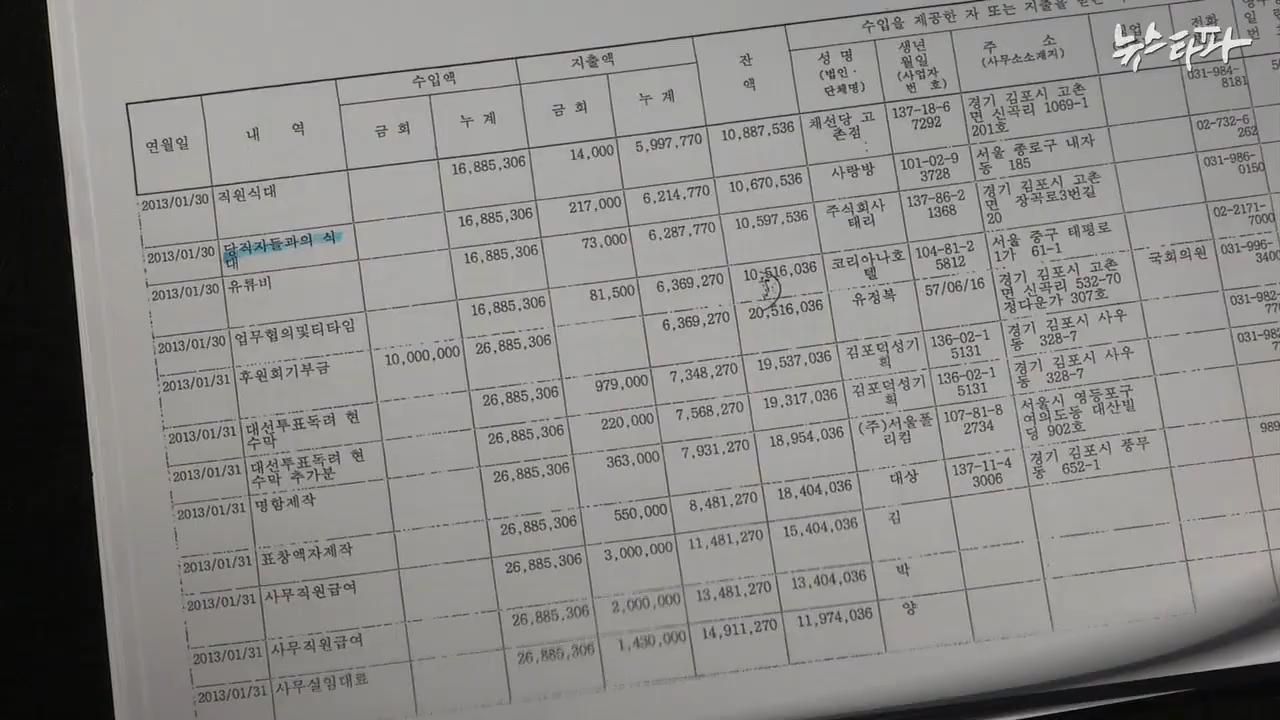 뉴스타파
수입을 제공한 자 또는 지출을 받은
연월일 내 역 수입액 지출액 잔 액 성 명 생년 주 소 전화
금 회 누 계 금 회 누 계 (법인· 월일 (사무소소재지)
단체명) (사업자
번 호)
2013/01/30 직원식대 16,885,306 14,000 5,997,770 10,887,536 채선당 고 137-18-6 경기 김포시 고촌 031-984-
촌점 7292 면 신곡리 1069-1 8181
201호
2013/01/30 당직자들과의 식 16,885,306 217,000 6,214,770 10,670,536 사랑방 101-02-9 서울 종로구 내자 02-732-6
대 3728 동 185 262
2013/01/30 유류비 16,885,306 73,000 6,287,770 10,597,536 주식회사 137-86-2 경기 김포시 고촌 031-986-
태리 1368 면 장곡로3번길 0150
20
2013/01/30 업무협의및티타임 16,885,306 81,500 6,369,270 10,516,036 코리아나호 104-81-2 서울 중구 태평로 02-2171-
텔 5812 1가 61-1 7000
2013/01/31 후원회기부금 10,000,000 26,885,306 6,369,270 20,516,036 유정복 57/06/16 경기 김포시 고촌 국회의원 031-996-
면 신곡리 532-70 3400
정다운가 307호
2013/01/31 대선투표독려 현 26,885,306 979,000 7,348,270 19,537,036 김포덕성기 136-02-1 경기 김포시 사우 031-982-
수막 획 5131 동 328-7
2013/01/31 대선투표독려 현 26,885,306 220,000 7,568,270 19,317,036 김포덕성기 136-02-1 경기 김포시 사우
수막 추가분 획 5131 동 328-7
2013/01/31 명함제작 26,885,306 363,000 7,931,270 18,954,036 (주)서울폴 107-81-8 서울시 영등포구
리컴 2734 여의도동 대산빌
딩 902호
2013/01/31 표창액자제작 26,885,306 550,000 8,481,270 18,404,036 대상 137-11-4 경기 김포시 풍무
3006 동 652-1
2013/01/31 사무직원급여 26,885,306 3,000,000 11,481,270 15,404,036 김
2013/01/31 사무직원급여 26,885,306 2,000,000 13,481,270 13,404,036 박
2013/01/31 사무실임대료 26,885,306 1,430,000 14,911,270 11,974,036 양